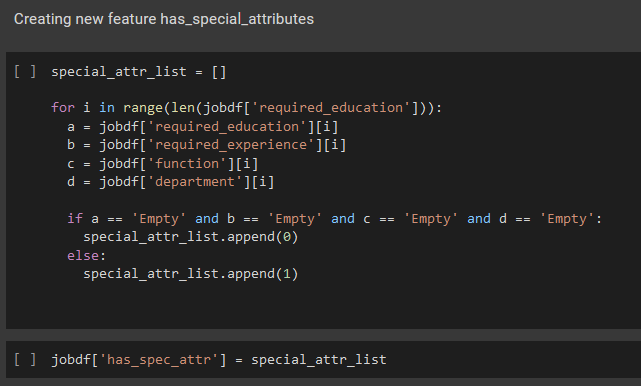 Creating new feature has_special_attributes
[ ] special_attr_list = []
for i in range(len(jobdf['required_education'])):
a = jobdf['required_education'][i]
b = jobdf['required_experience'][i]
c = jobdf['function'][i]
d = jobdf['department'][i]
if a == 'Empty' and b == 'Empty' and c == 'Empty' and d == 'Empty':
special_attr_list.append(0)
else:
special_attr_list.append(1)
[ ] jobdf['has_spec_attr'] = special_attr_list